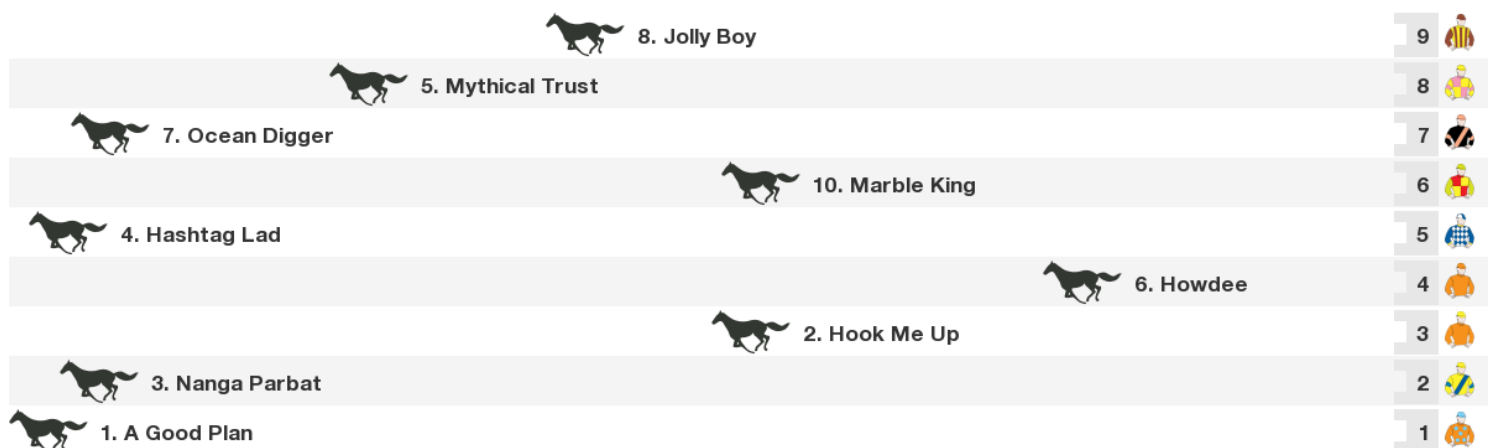 8. Jolly Boy 9
5. Mythical Trust 8
7. Ocean Digger 7
10. Marble King 6
4. Hashtag Lad 5
6. Howdee 4
2. Hook Me Up 3
3. Nanga Parbat 2
1. A Good Plan 1